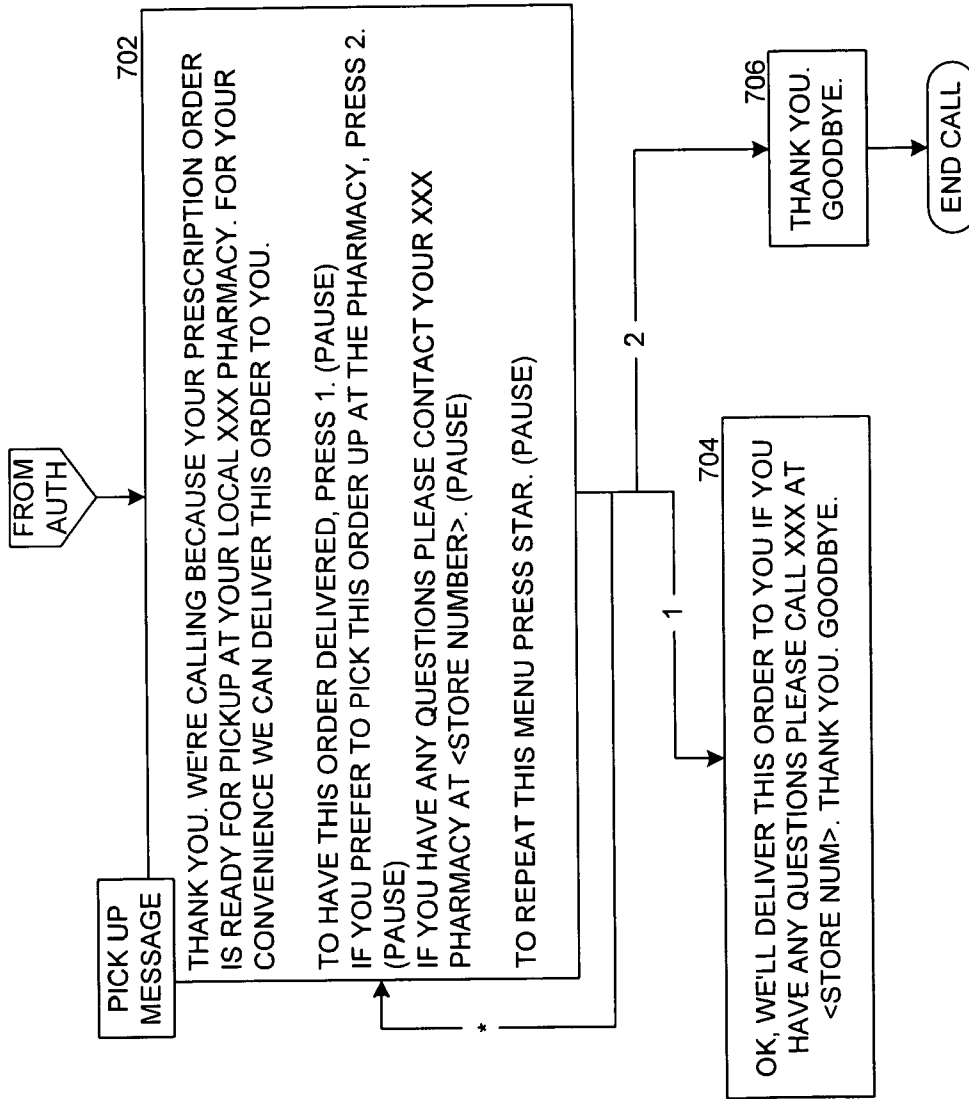 FROM
AUTH
PICK UP
MESSAGE
702
THANK YOU. WE'RE CALLING BECAUSE YOUR PRESCRIPTION ORDER
IS READY FOR PICKUP AT YOUR LOCAL XXX PHARMACY. FOR YOUR
CONVENIENCE WE CAN DELIVER THIS ORDER TO YOU.
TO HAVE THIS ORDER DELIVERED, PRESS 1. (PAUSE)
IF YOU PREFER TO PICK THIS ORDER UP AT THE PHARMACY, PRESS 2.
(PAUSE)
IF YOU HAVE ANY QUESTIONS PLEASE CONTACT YOUR XXX
PHARMACY AT <STORE NUMBER>. (PAUSE)
TO REPEAT THIS MENU PRESS STAR. (PAUSE)
*
1
2
704
OK, WE'LL DELIVER THIS ORDER TO YOU IF YOU
HAVE ANY QUESTIONS PLEASE CALL XXX AT
<STORE NUM>. THANK YOU. GOODBYE.
706
THANK YOU.
GOODBYE.
END CALL